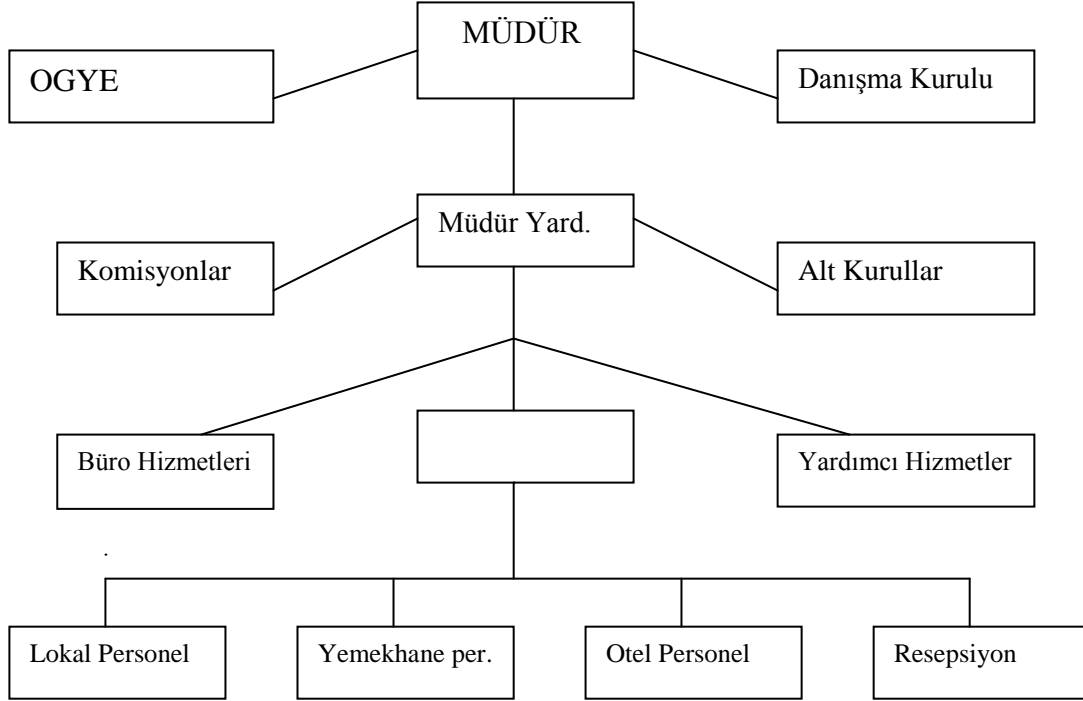 MÜDÜR
OGYE
Danışma Kurulu
Müdür Yard.
Komisyonlar
Alt Kurullar
Büro Hizmetleri
Yardımcı Hizmetler
.
Lokal Personel
Yemekhane per.
Otel Personel
Resepsiyon